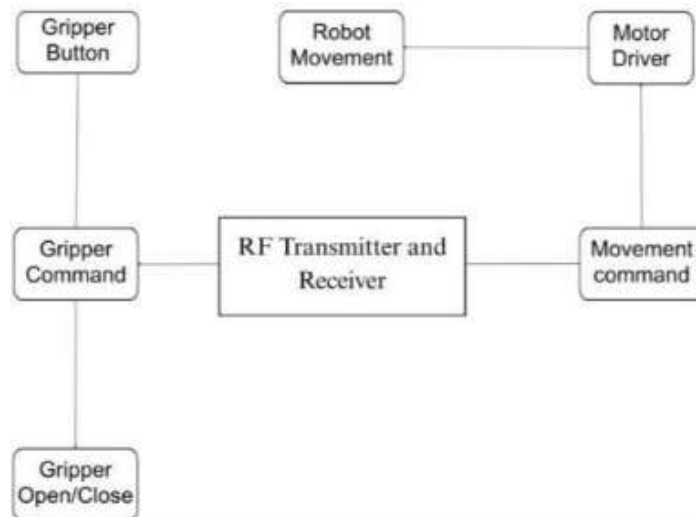 Gripper
Button
Robot
Movement
Motor
Driver
Gripper
Command
RF Transmitter and
Receiver
Movement
command
Gripper
Open/Close